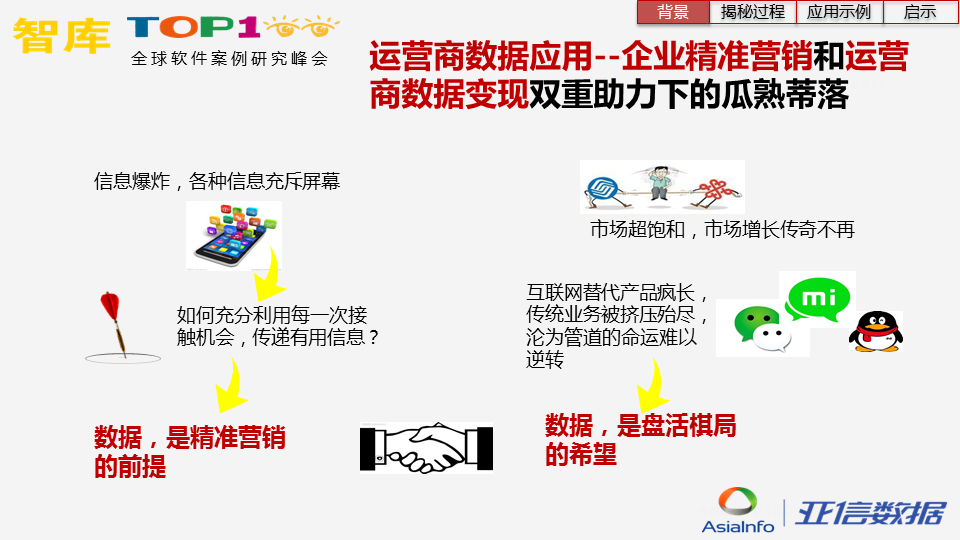 背景
揭秘过程
应用示例
启示
智库
TOP1
全球软件案例研究峰会
运营商数据应用--企业精准营销和运营
商数据变现双重助力下的瓜熟蒂落
信息爆炸，各种信息充斥屏幕
市场超饱和，市场增长传奇不再
如何充分利用每一次接
触机会，传递有用信息？
互联网替代产品疯长，
传统业务被挤压殆尽，
沦为管道的命运难以
逆转
mi
数据，是精准营销
的前提
数据，是盘活棋局
的希望
AsiaInfo
亚信数据